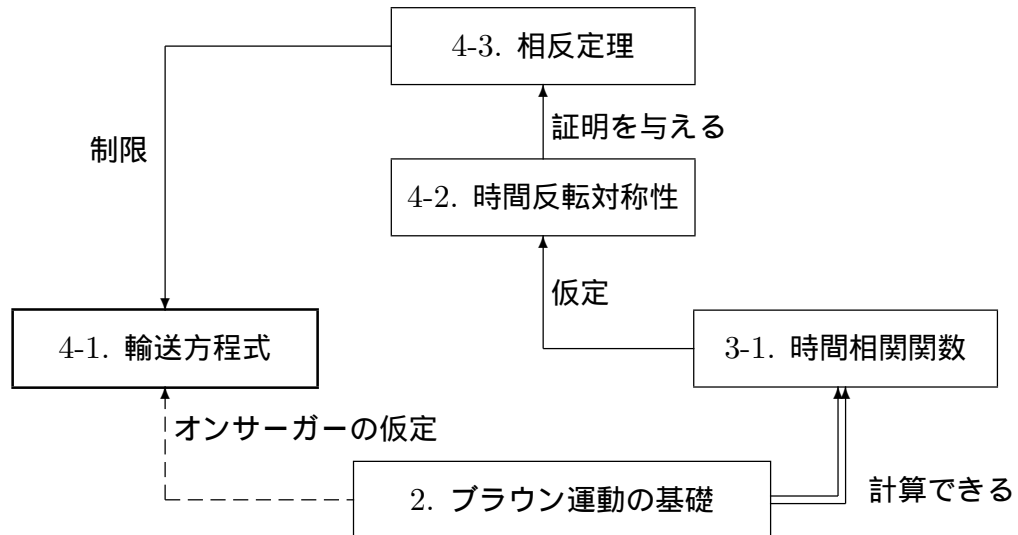 4-3. 相反定理
証明を与える
制限
4-2. 時間反転対称性
仮定
4-1. 輸送方程式
3-1. 時間相関関数
オンサーガーの仮定
2. ブラウン運動の基礎
計算できる